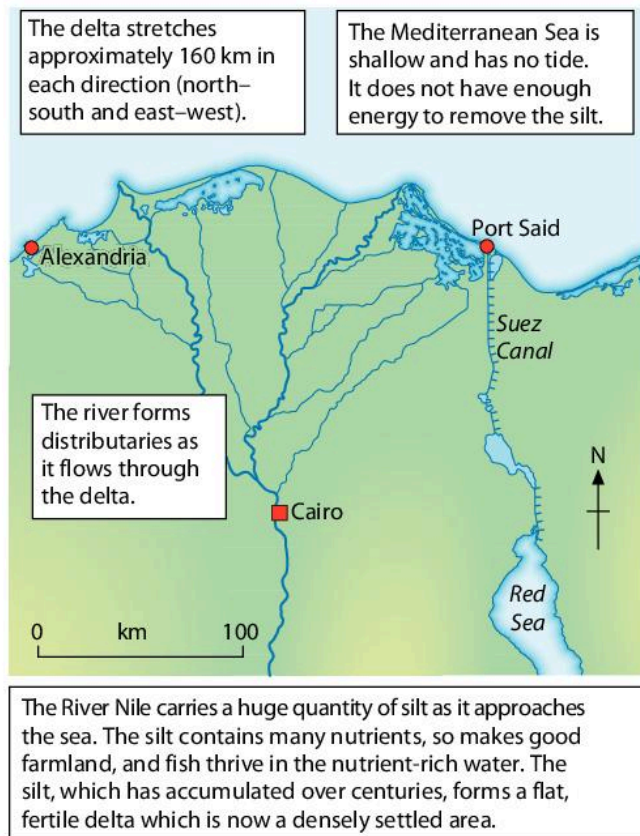 The delta stretches
approximately 160 km in
each direction (north–
south and east–west).
The Mediterranean Sea is
shallow and has no tide.
It does not have enough
energy to remove the silt.
Alexandria
Port Said
Suez
Canal
The river forms
distributaries as
it flows through
the delta.
N
Cairo
Red
Sea
0 km 100
The River Nile carries a huge quantity of silt as it approaches
the sea. The silt contains many nutrients, so makes good
farmland, and fish thrive in the nutrient-rich water. The
silt, which has accumulated over centuries, forms a flat,
fertile delta which is now a densely settled area.